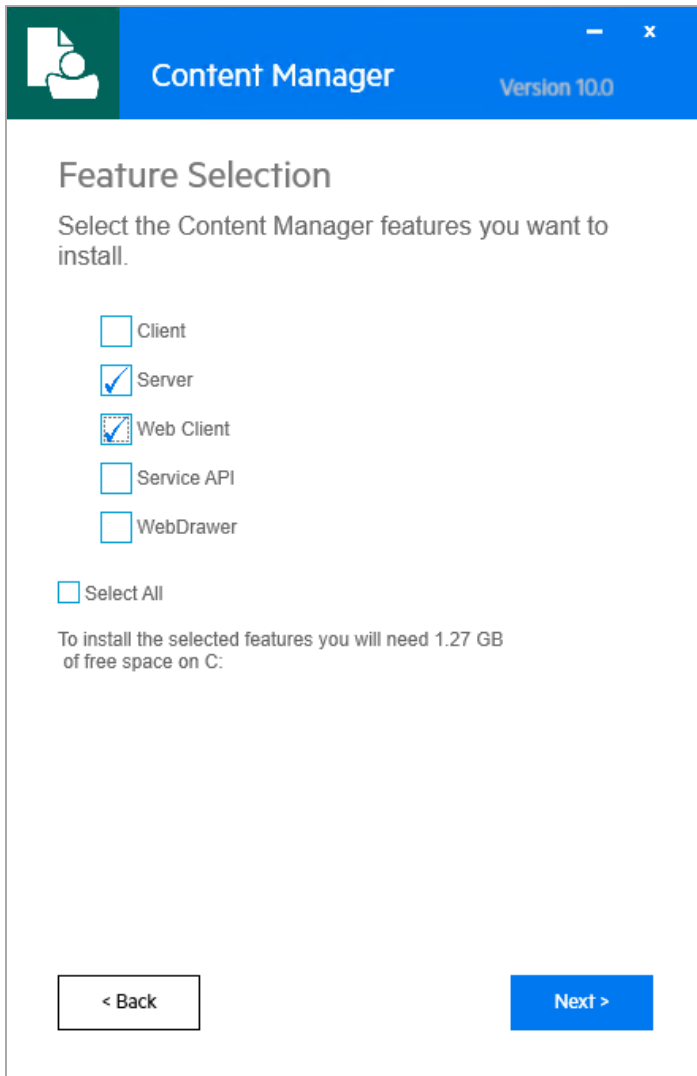 x
Content Manager
Version 10.0
Feature Selection
Select the Content Manager features you want to
install.
Client
Server
Web Client
Service API
WebDrawer
Select All
To install the selected features you will need 1.27 GB
of free space on C:
< Back
Next >